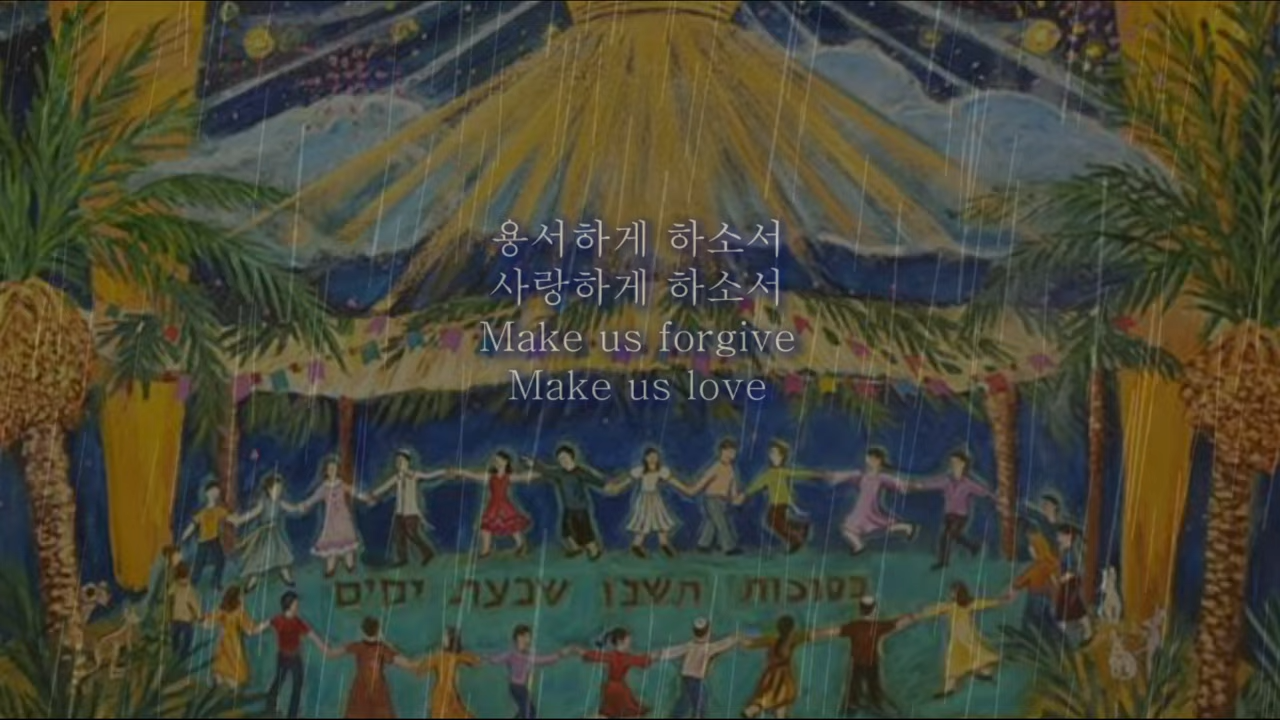 용서하게 하소서
사랑하게 하소서
Make us forgive
Make us love
בסוכות תשבו שבעת ימים